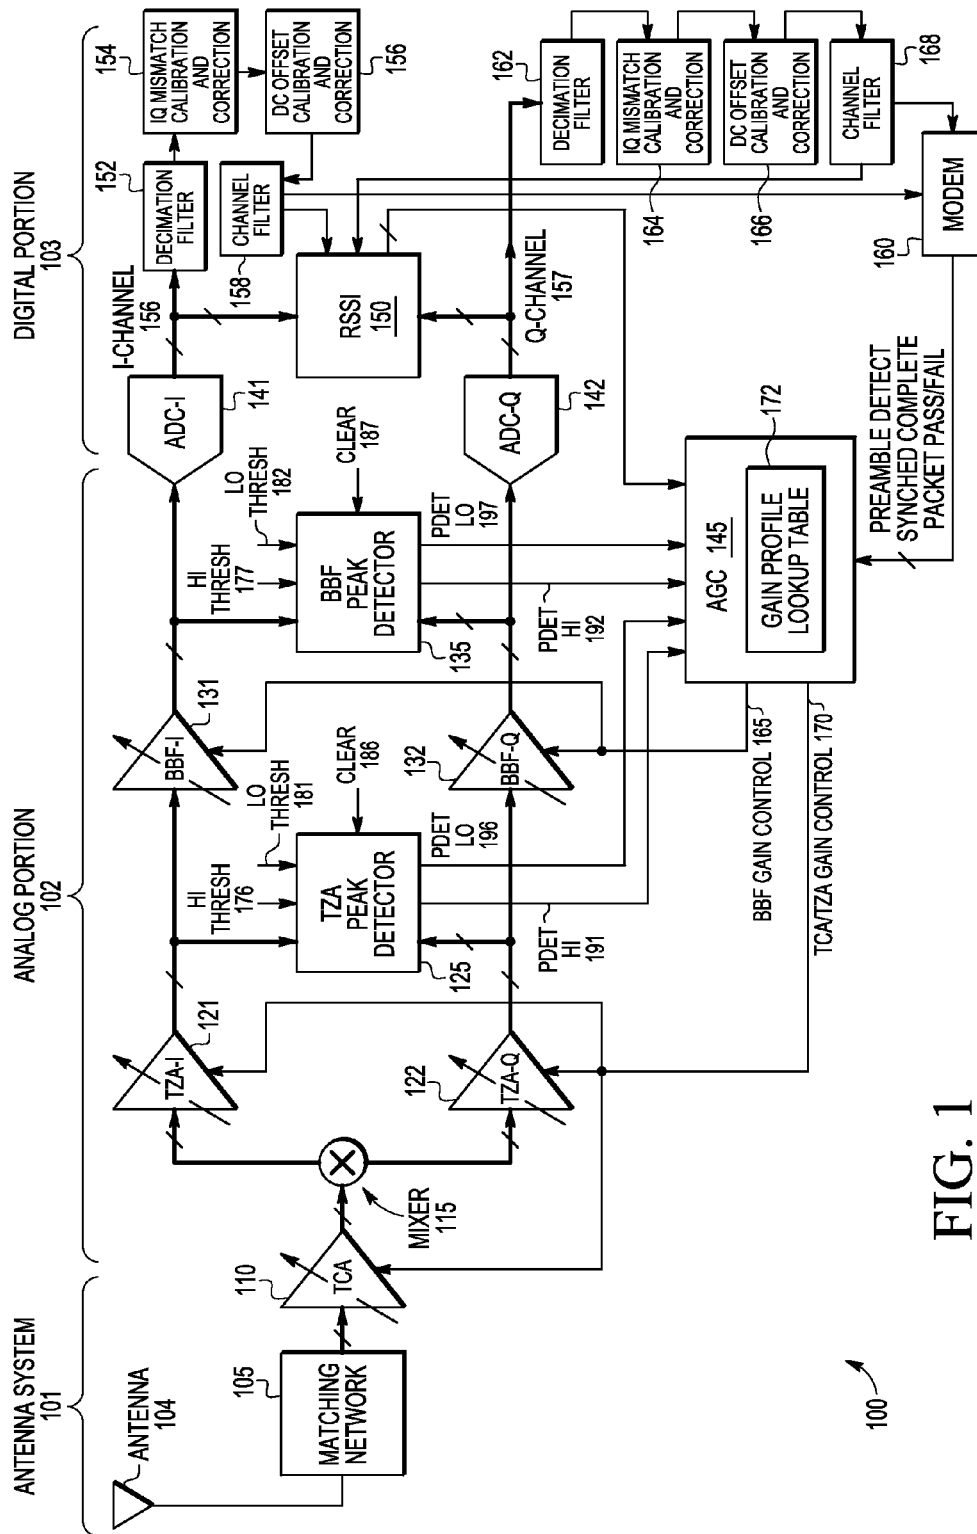 ANTENNA SYSTEM
101
ANALOG PORTION
102
DIGITAL PORTION
103
ANTENNA
104
105
MATCHING
NETWORK
110
TCA
MIXER
115
TZA-I
121
122
TZA-Q
HI
THRESH
176
LO
THRESH
181
TZA
PEAK
DETECTOR
125
CLEAR
186
PDET
HI
191
PDET
LO
196
BBF-I
131
132
BBF-Q
HI
THRESH
177
LO
THRESH
182
BBF
PEAK
DETECTOR
135
CLEAR
187
PDET
HI
192
PDET
LO
197
ADC-I
141
ADC-Q
142
I-CHANNEL
156
Q-CHANNEL
157
RSSI
150
152
DECIMATION
FILTER
154
IQ MISMATCH
CALIBRATION
AND
CORRECTION
DC OFFSET
CALIBRATION
AND
CORRECTION
156
CHANNEL
FILTER
158
162
DECIMATION
FILTER
IQ MISMATCH
CALIBRATION
AND
CORRECTION
164
DC OFFSET
CALIBRATION
AND
CORRECTION
166
CHANNEL
FILTER
168
MODEM
160
AGC 145
172
GAIN PROFILE
LOOKUP TABLE
PREAMBLE DETECT
SYNCHED COMPLETE
PACKET PASS/FAIL
BBF GAIN CONTROL 165
TCA/TZA GAIN CONTROL 170
100
FIG. 1